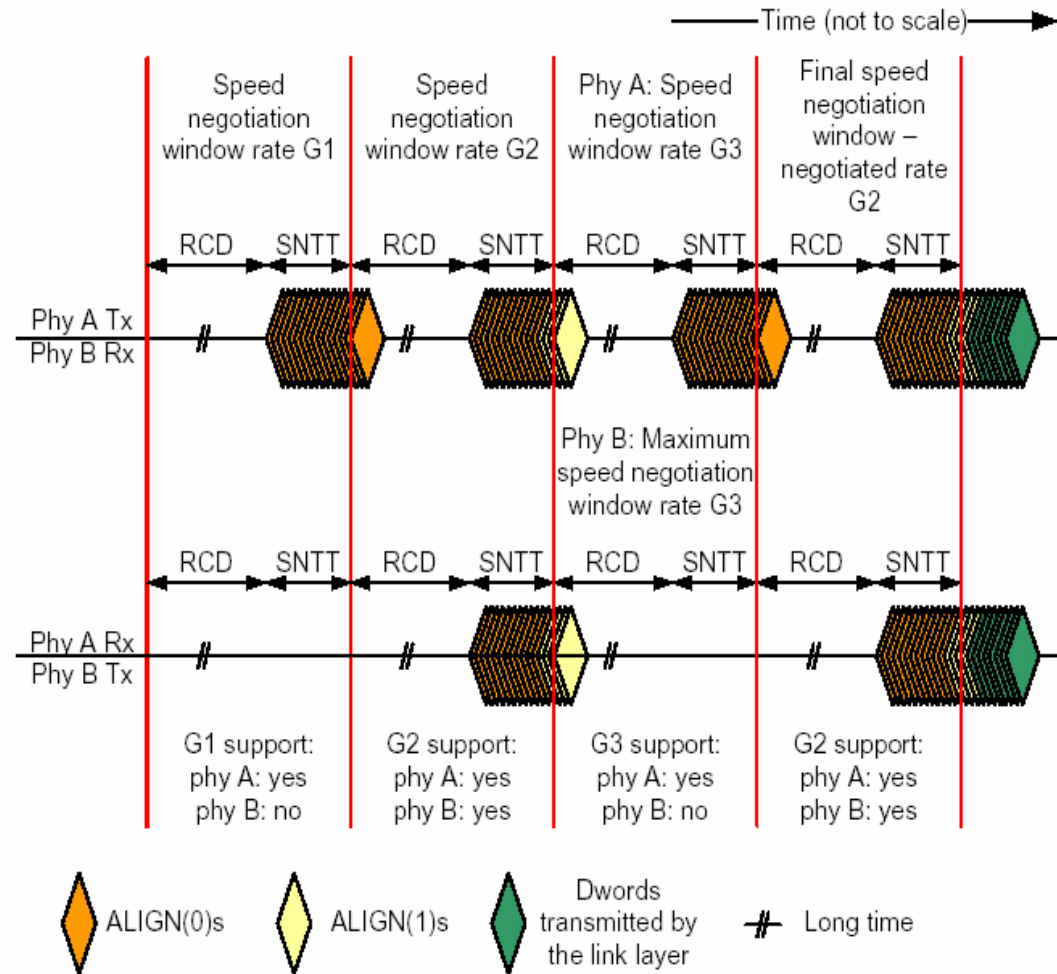 Time (not to scale)
Speed
negotiation
window rate G1
Speed
negotiation
window rate G2
Phy A: Speed
negotiation
window rate G3
Final speed
negotiation
window –
negotiated rate
G2
RCD SNTT RCD SNTT RCD SNTT RCD SNTT
Phy A Tx
Phy B Rx
Phy B: Maximum
speed negotiation
window rate G3
RCD SNTT RCD SNTT RCD SNTT RCD SNTT
Phy A Rx
Phy B Tx
G1 support:
phy A: yes
phy B: no
G2 support:
phy A: yes
phy B: yes
G3 support:
phy A: yes
phy B: no
G2 support:
phy A: yes
phy B: yes
ALIGN(0)s
ALIGN(1)s
Dwords
transmitted by
the link layer
Long time